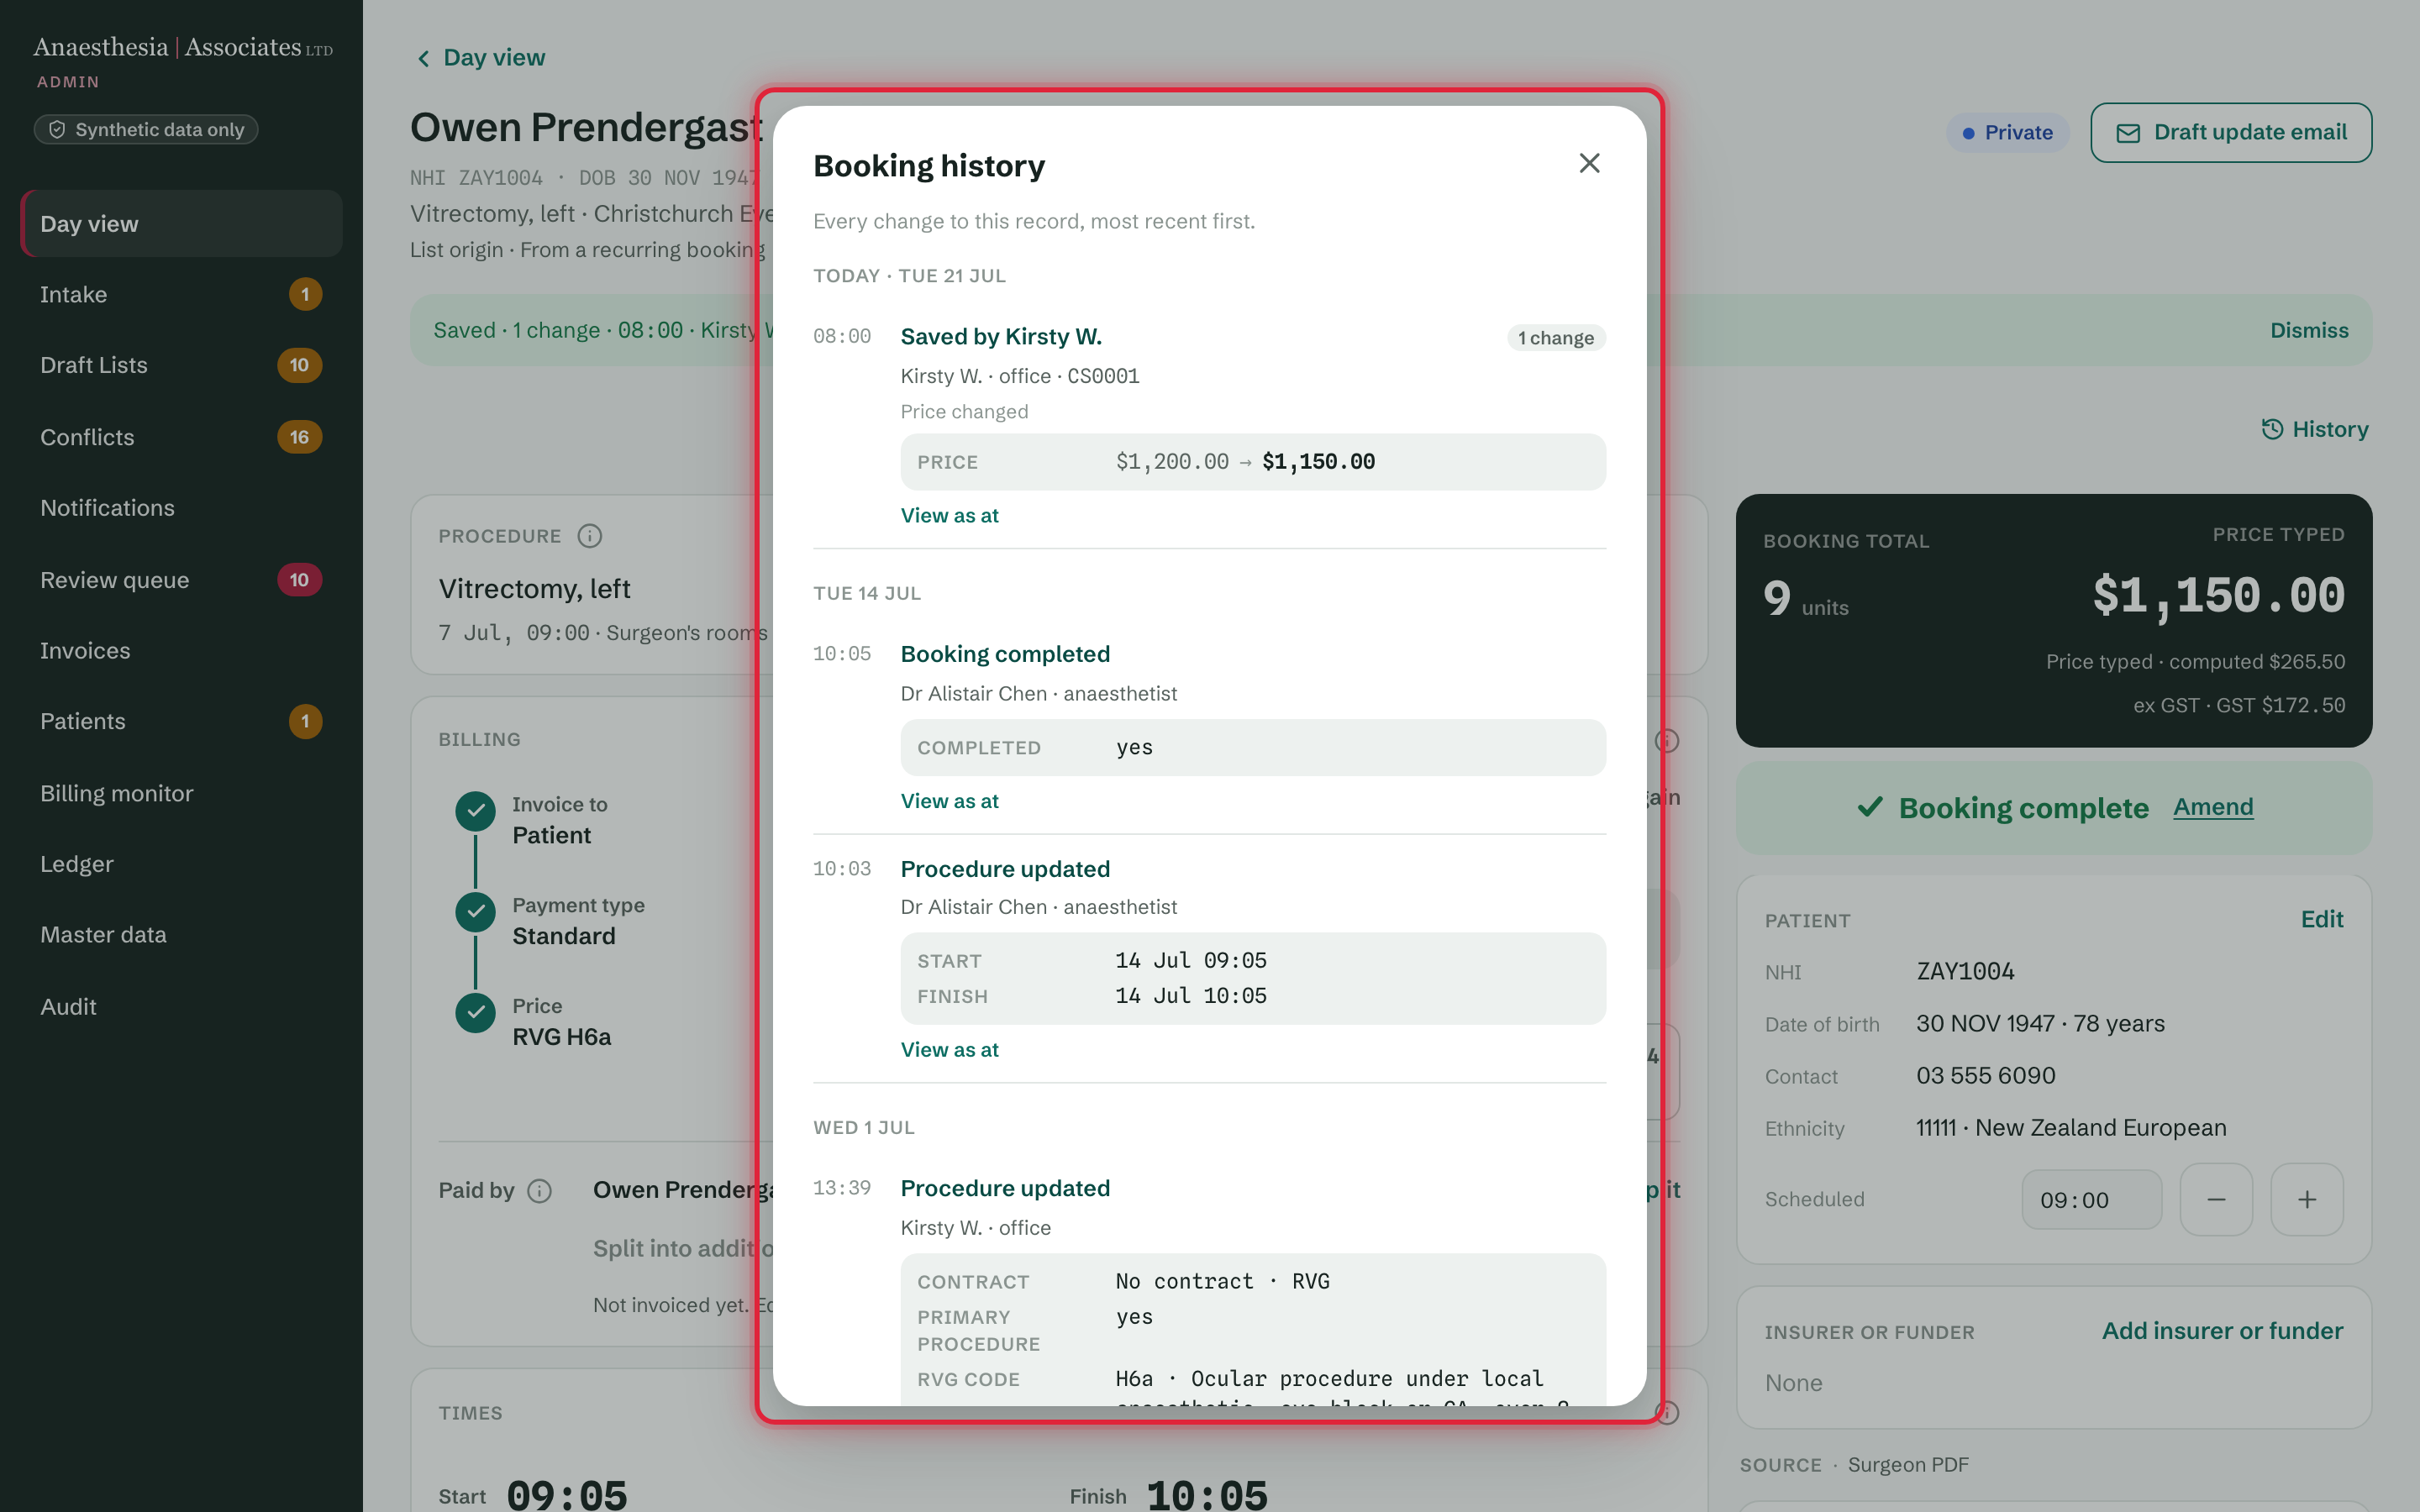 Anaesthesia | Associates LTD
ADMIN
Synthetic data only
Day view
Intake 1
Draft Lists 10
Conflicts 16
Notifications
Review queue 10
Invoices
Patients 1
Billing monitor
Ledger
Master data
Audit
Day view
Owen Prendergast
NHI ZAY1004 · DOB 30 NOV 1947
Vitrectomy, left · Christchurch Eye
List origin · From a recurring booking
Private
Draft update email
Saved · 1 change · 08:00 · Kirsty W
Dismiss
History
PROCEDURE
Vitrectomy, left
7 Jul, 09:00 · Surgeon's rooms
BILLING
Invoice to
Patient
Payment type
Standard
Price
RVG H6a
Paid by
Owen Prenderga
Split into additio
Not invoiced yet. Ed
TIMES
Start 09:05
Finish 10:05
Booking history
Every change to this record, most recent first.
TODAY · TUE 21 JUL
08:00 Saved by Kirsty W. 1 change
Kirsty W. · office · CS0001
Price changed
PRICE $1,200.00 → $1,150.00
View as at
TUE 14 JUL
10:05 Booking completed
Dr Alistair Chen · anaesthetist
COMPLETED yes
View as at
10:03 Procedure updated
Dr Alistair Chen · anaesthetist
START 14 Jul 09:05
FINISH 14 Jul 10:05
View as at
WED 1 JUL
13:39 Procedure updated
Kirsty W. · office
CONTRACT No contract · RVG
PRIMARY yes
PROCEDURE
RVG CODE H6a · Ocular procedure under local
BOOKING TOTAL
PRICE TYPED
9 units
$1,150.00
Price typed · computed $265.50
ex GST · GST $172.50
Booking complete Amend
PATIENT Edit
NHI ZAY1004
Date of birth 30 NOV 1947 · 78 years
Contact 03 555 6090
Ethnicity 11111 · New Zealand European
Scheduled 09:00 − +
INSURER OR FUNDER Add insurer or funder
None
SOURCE · Surgeon PDF